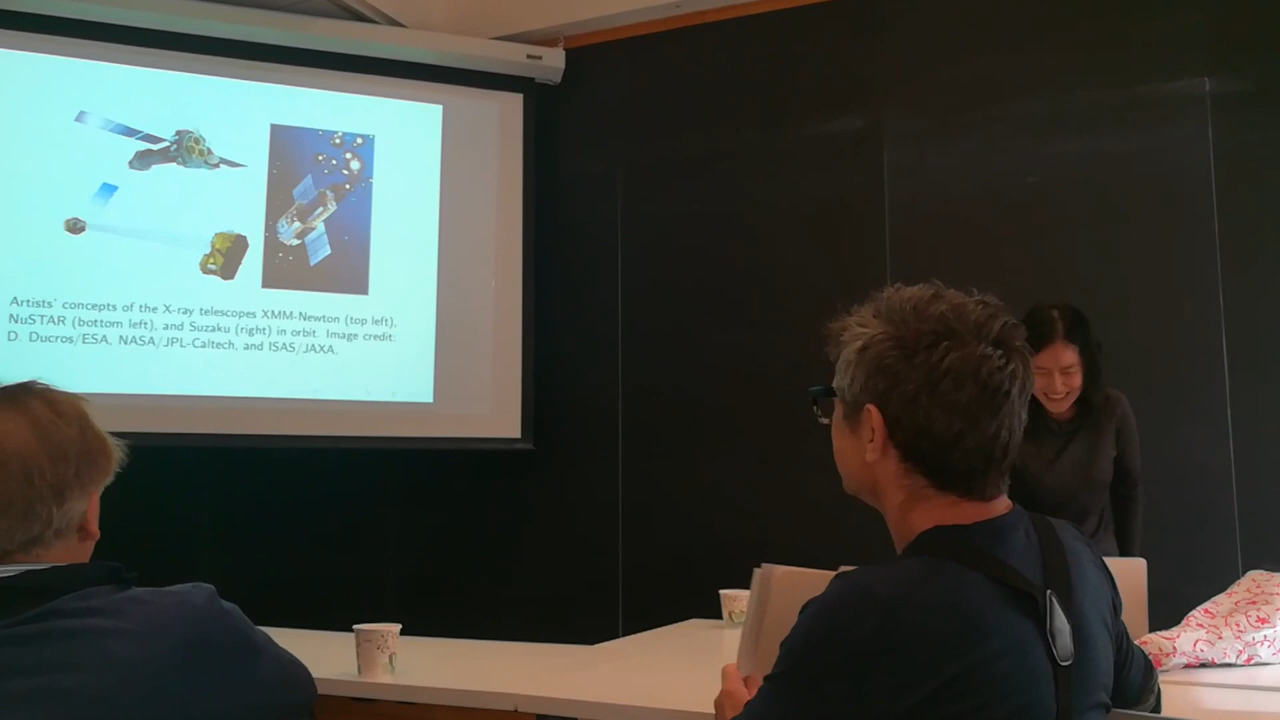 Artists' concepts of the X-ray telescopes XMM-Newton (top left),
NuSTAR (bottom left), and Suzaku (right) in orbit. Image credit:
D. Ducros/ESA, NASA/JPL-Caltech, and ISAS/JAXA.